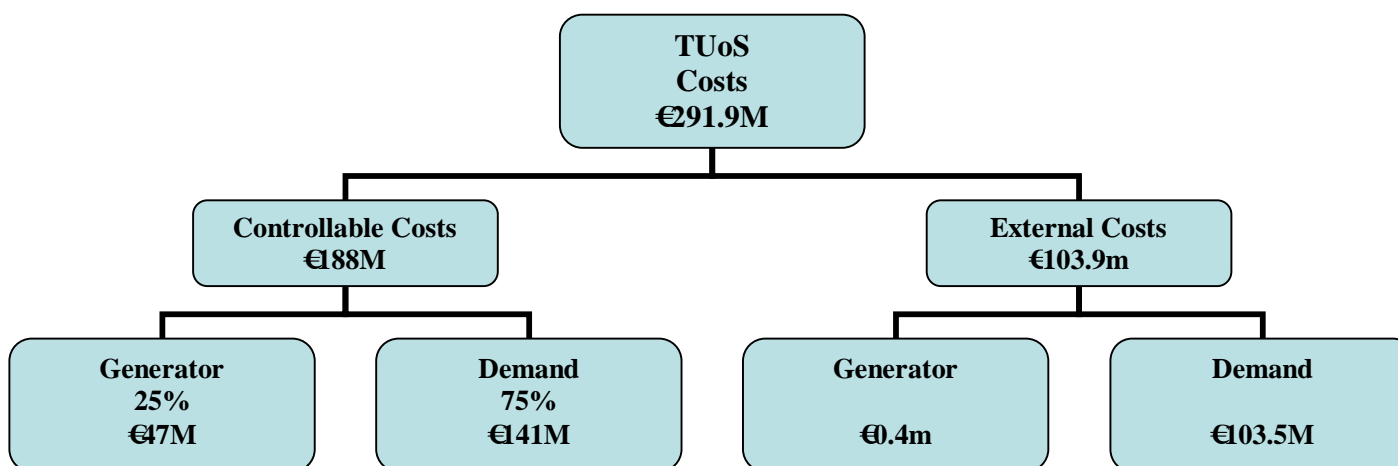 TUoS
Costs
€291.9M
Controllable Costs
€188M
External Costs
€103.9m
Generator
25%
€47M
Demand
75%
€141M
Generator
€0.4m
Demand
€103.5M